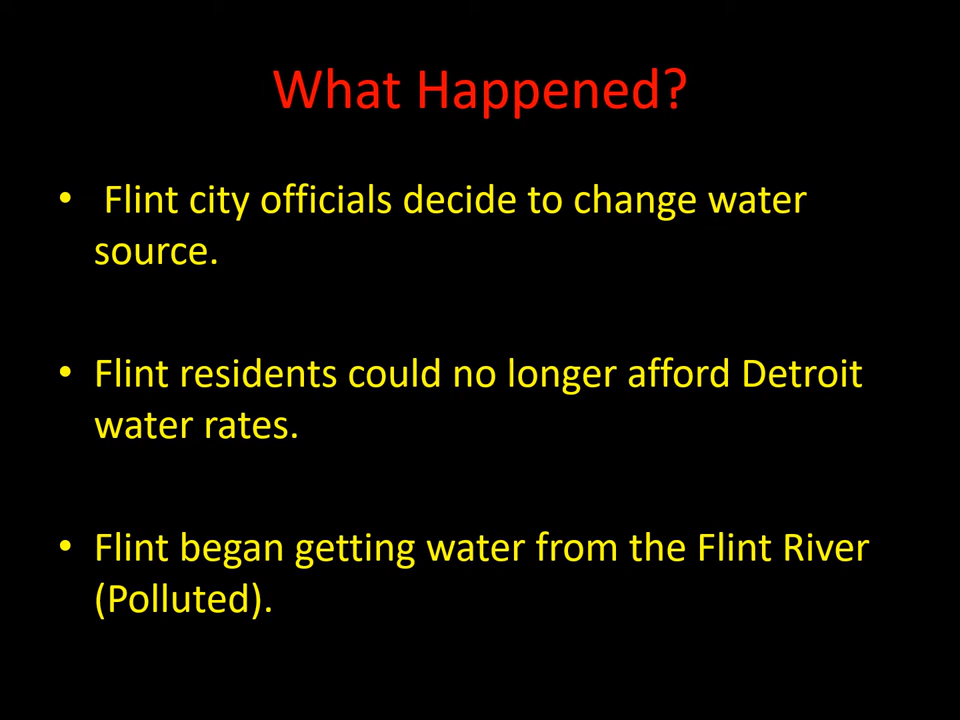 What Happened?
• Flint city officials decide to change water
source.
• Flint residents could no longer afford Detroit
water rates.
• Flint began getting water from the Flint River
(Polluted).